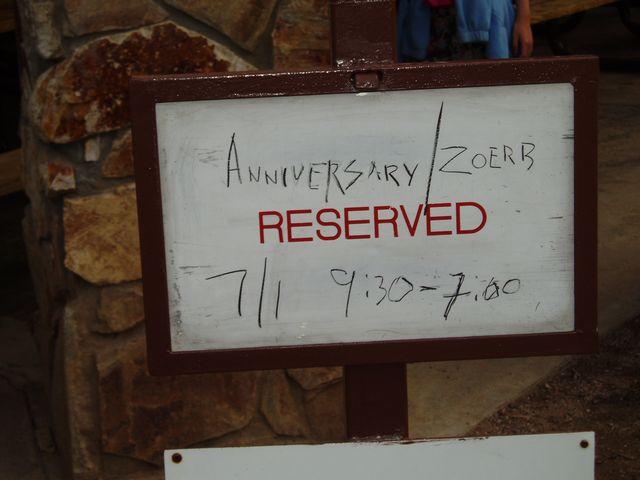 ANNIVERSARY/ZOERB
RESERVED
7/1 9:30-7:00